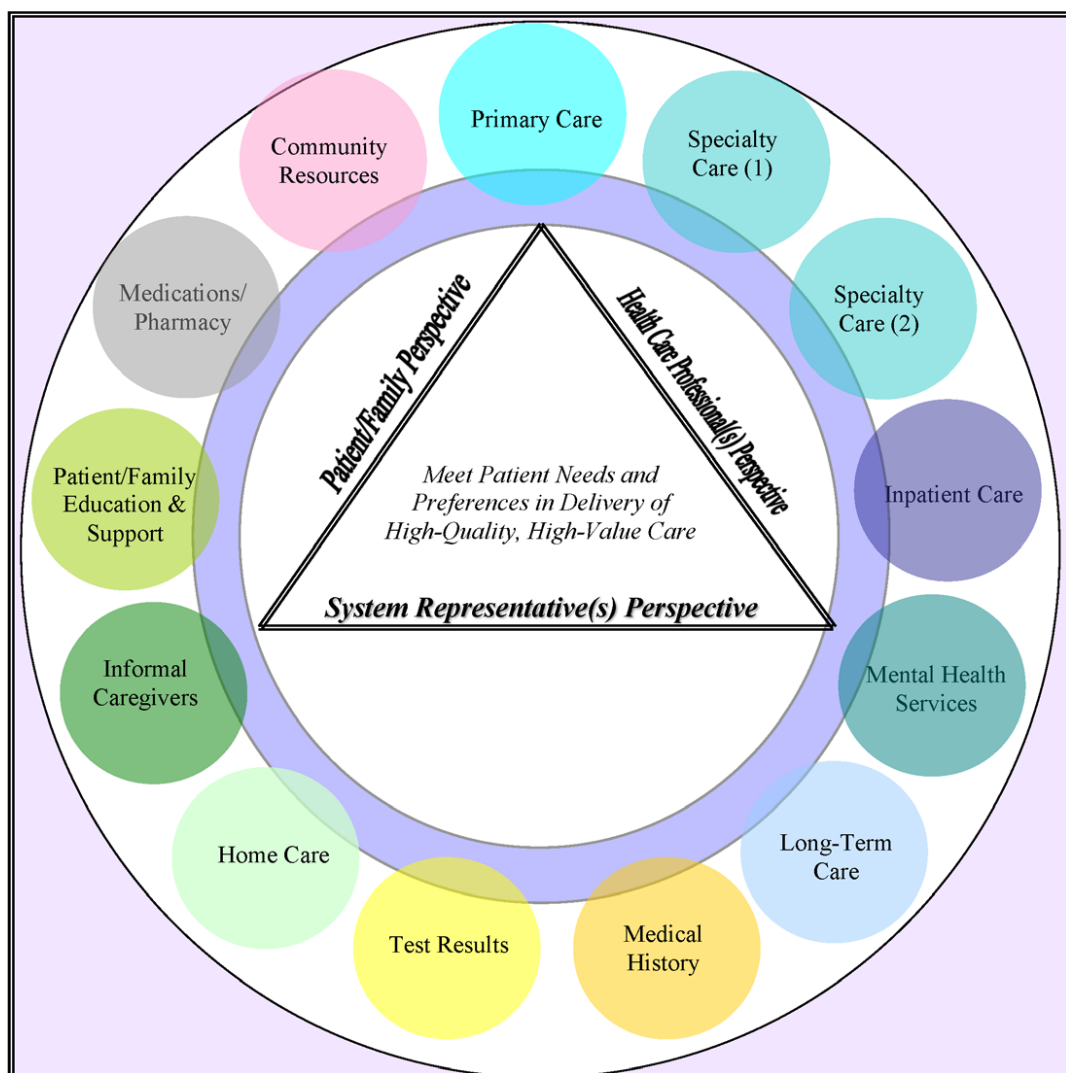 Primary Care
Specialty
Care (1)
Specialty
Care (2)
Inpatient Care
Mental Health
Services
Long-Term
Care
Medical
History
Test Results
Home Care
Informal
Caregivers
Patient/Family
Education &
Support
Medications/
Pharmacy
Community
Resources
Patient/Family Perspective
Health Care Professional(s) Perspective
Meet Patient Needs and
Preferences in Delivery of
High-Quality, High-Value Care
System Representative(s) Perspective